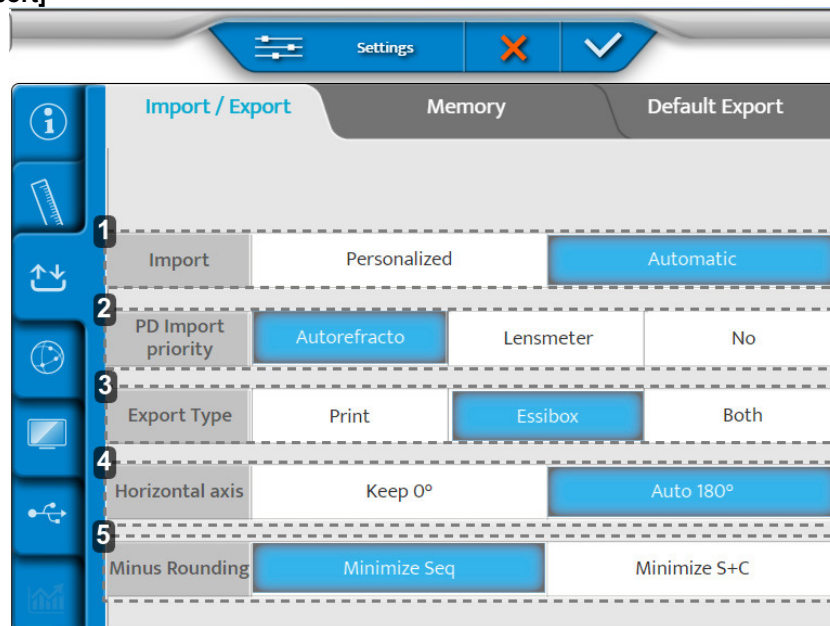 ort]
Settings
Import / Export Memory Default Export
1
Import Personalized Automatic
2
PD Import
priority Autorefracto Lensmeter No
3
Export Type Print Essibox Both
4
Horizontal axis Keep 0° Auto 180°
5
Minus Rounding Minimize Seq Minimize S+C